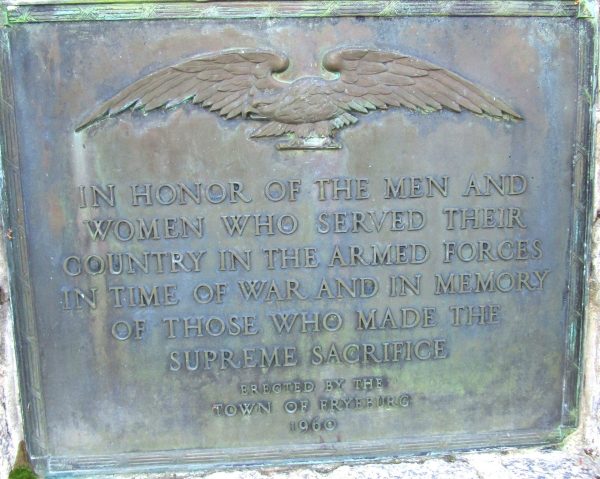 IN HONOR OF THE MEN AND
WOMEN WHO SERVED THEIR
COUNTRY IN THE ARMED FORCES
IN TIME OF WAR AND IN MEMORY
OF THOSE WHO MADE THE
SUPREME SACRIFICE
ERECTED BY THE
TOWN OF FRYEBURG
1960